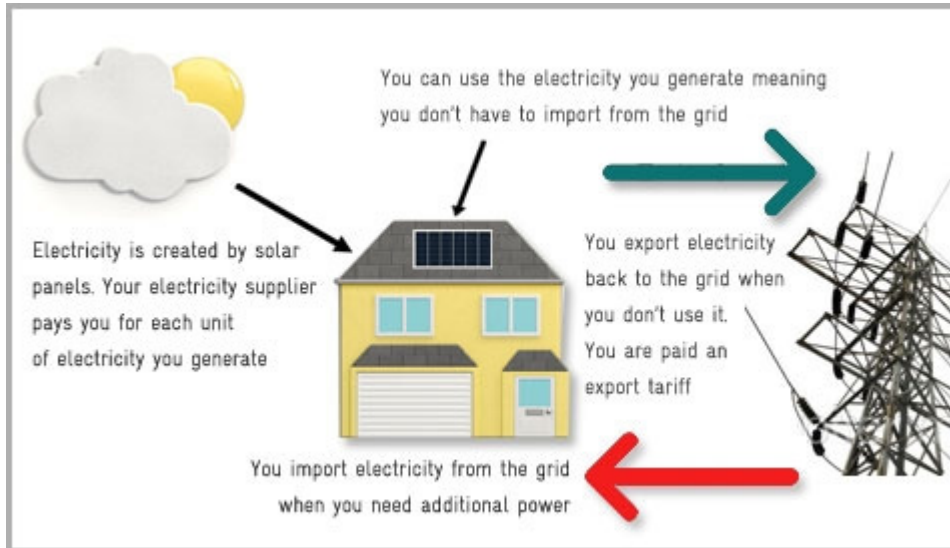 You can use the electricity you generate meaning
you don't have to import from the grid
Electricity is created by solar
panels. Your electricity supplier
pays you for each unit
of electricity you generate
You export electricity
back to the grid when
you don't use it.
You are paid an
export tariff
You import electricity from the grid
when you need additional power